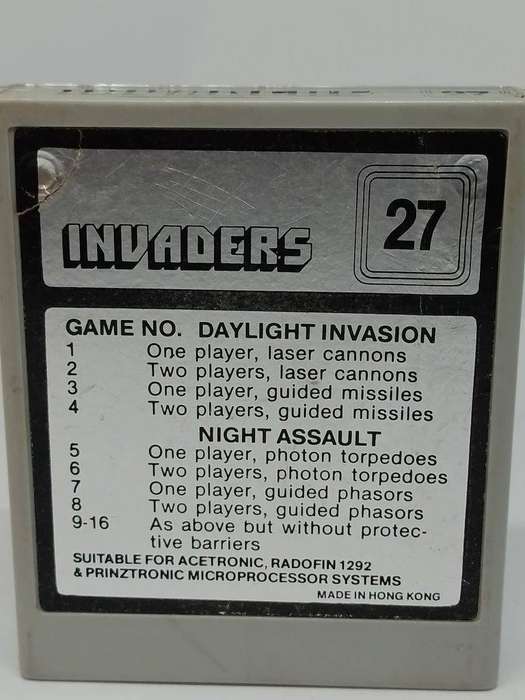 INVADERS
27
GAME NO. DAYLIGHT INVASION
1 One player, laser cannons
2 Two players, laser cannons
3 One player, guided missiles
4 Two players, guided missiles
NIGHT ASSAULT
5 One player, photon torpedoes
6 Two players, photon torpedoes
7 One player, guided phasors
8 Two players, guided phasors
9-16 As above but without protec-
tive barriers
SUITABLE FOR ACETRONIC, RADOFIN 1292
& PRINZTRONIC MICROPROCESSOR SYSTEMS
MADE IN HONG KONG